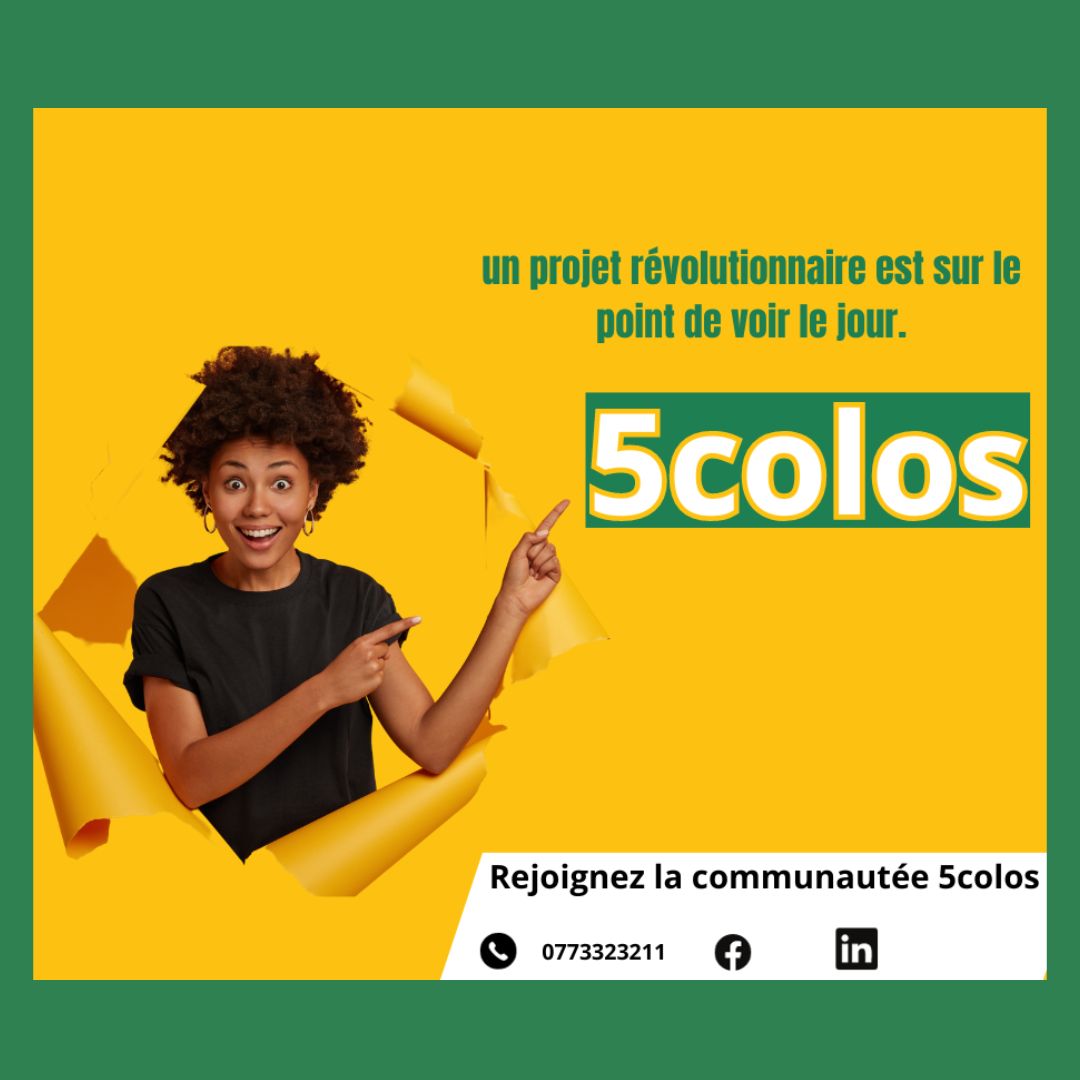 un projet révolutionnaire est sur le
point de voir le jour.
5colos
Rejoignez la communautée 5colos
0773323211